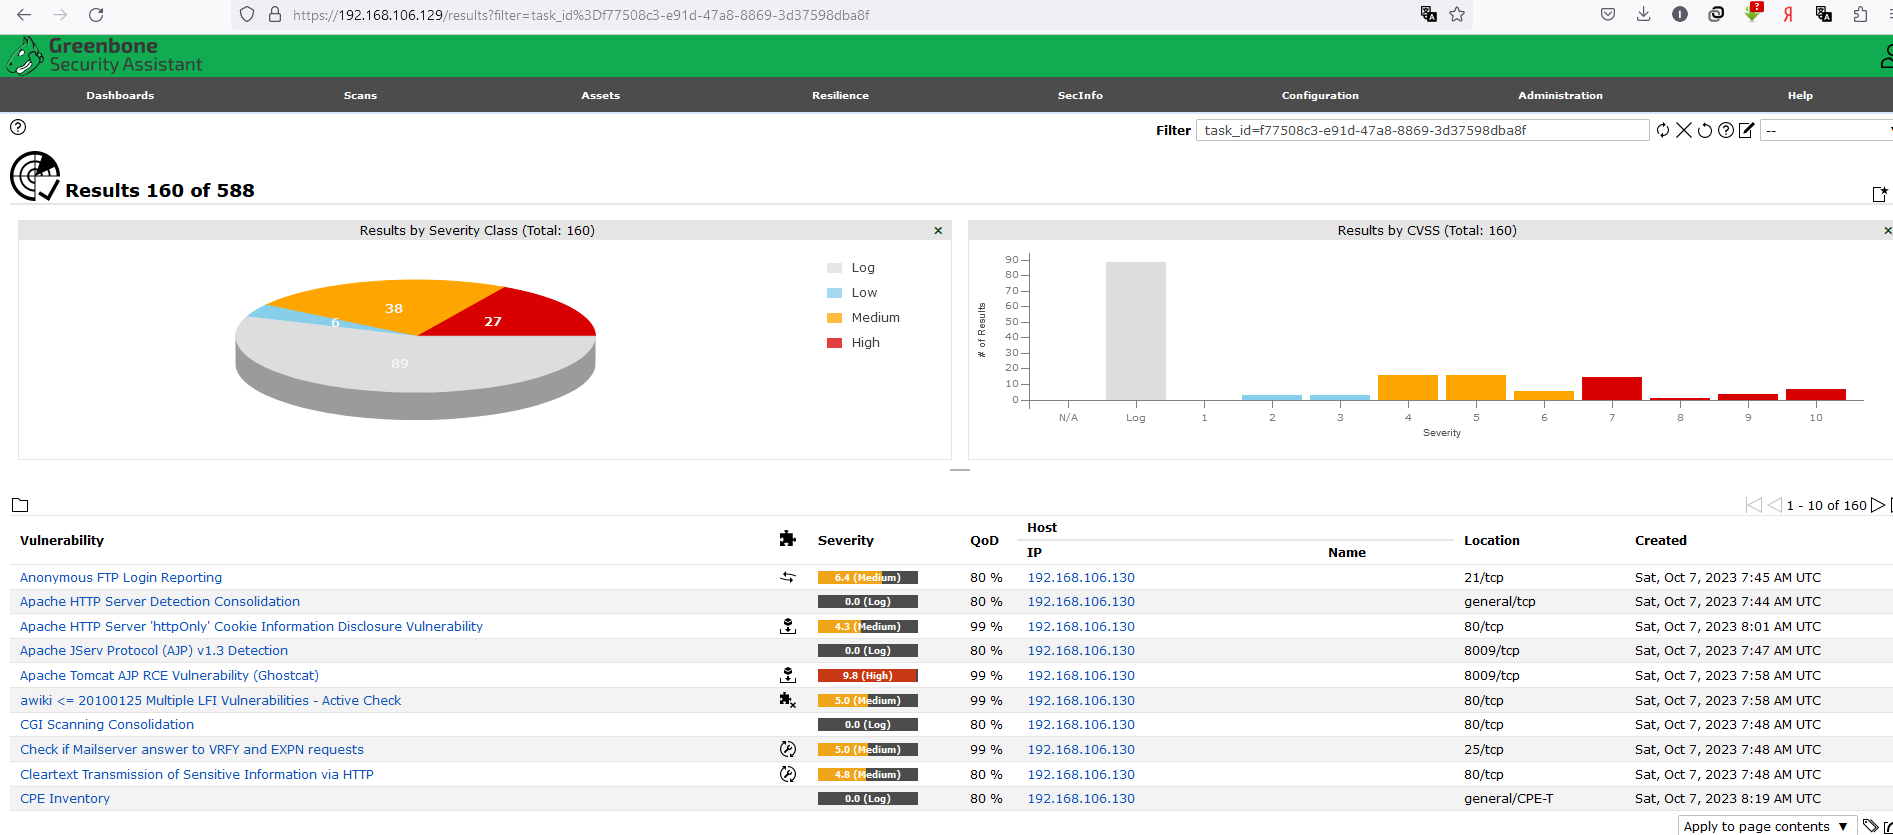 https://192.168.106.129/results?filter=task_id%3Df77508c3-e91d-47a8-8869-3d37598dba8f
Greenbone
Security Assistant
Dashboards Scans Assets Resilience SecInfo Configuration Administration Help
Filter task_id=f77508c3-e91d-47a8-8869-3d37598dba8f --
Results 160 of 588
Results by Severity Class (Total: 160)
Log
Low
Medium
High
38
6
27
89
Results by CVSS (Total: 160)
# of Results
90
80
70
60
50
40
30
20
10
0
N/A Log 1 2 3 4 5 6 7 8 9 10
Severity
1 - 10 of 160
Vulnerability Severity QoD Host Location Created
IP Name
Anonymous FTP Login Reporting 6.4 (Medium) 80 % 192.168.106.130 21/tcp Sat, Oct 7, 2023 7:45 AM UTC
Apache HTTP Server Detection Consolidation 0.0 (Log) 80 % 192.168.106.130 general/tcp Sat, Oct 7, 2023 7:44 AM UTC
Apache HTTP Server 'httpOnly' Cookie Information Disclosure Vulnerability 4.3 (Medium) 99 % 192.168.106.130 80/tcp Sat, Oct 7, 2023 8:01 AM UTC
Apache JServ Protocol (AJP) v1.3 Detection 0.0 (Log) 80 % 192.168.106.130 8009/tcp Sat, Oct 7, 2023 7:47 AM UTC
Apache Tomcat AJP RCE Vulnerability (Ghostcat) 9.8 (High) 99 % 192.168.106.130 8009/tcp Sat, Oct 7, 2023 7:58 AM UTC
awiki <= 20100125 Multiple LFI Vulnerabilities - Active Check 5.0 (Medium) 99 % 192.168.106.130 80/tcp Sat, Oct 7, 2023 7:58 AM UTC
CGI Scanning Consolidation 0.0 (Log) 80 % 192.168.106.130 80/tcp Sat, Oct 7, 2023 7:48 AM UTC
Check if Mailserver answer to VRFY and EXPN requests 5.0 (Medium) 99 % 192.168.106.130 25/tcp Sat, Oct 7, 2023 7:48 AM UTC
Cleartext Transmission of Sensitive Information via HTTP 4.8 (Medium) 80 % 192.168.106.130 80/tcp Sat, Oct 7, 2023 7:48 AM UTC
CPE Inventory 0.0 (Log) 80 % 192.168.106.130 general/CPE-T Sat, Oct 7, 2023 8:19 AM UTC
Apply to page contents